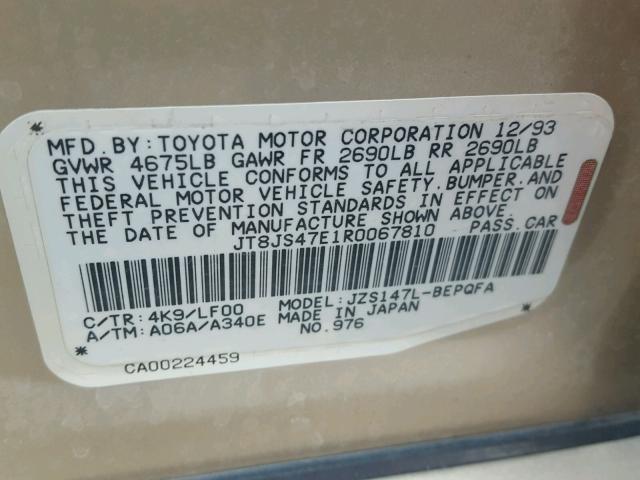 MFD.BY:TOYOTA MOTOR CORPORATION 12/93
GVWR 4675LB GAWR FR 2690LB RR 2690LB
THIS VEHICLE CONFORMS TO ALL APPLICABLE
FEDERAL MOTOR VEHICLE SAFETY,BUMPER,AND
THEFT PREVENTION STANDARDS IN EFFECT ON
THE DATE OF MANUFACTURE SHOWN ABOVE.
JT8JS47E1R0067810 PASS.CAR
C/TR:4K9/LF00 MODEL:JZS147L-BEPQFA
A/TM:A06A/A340E MADE IN JAPAN
NO.976
CA00224459